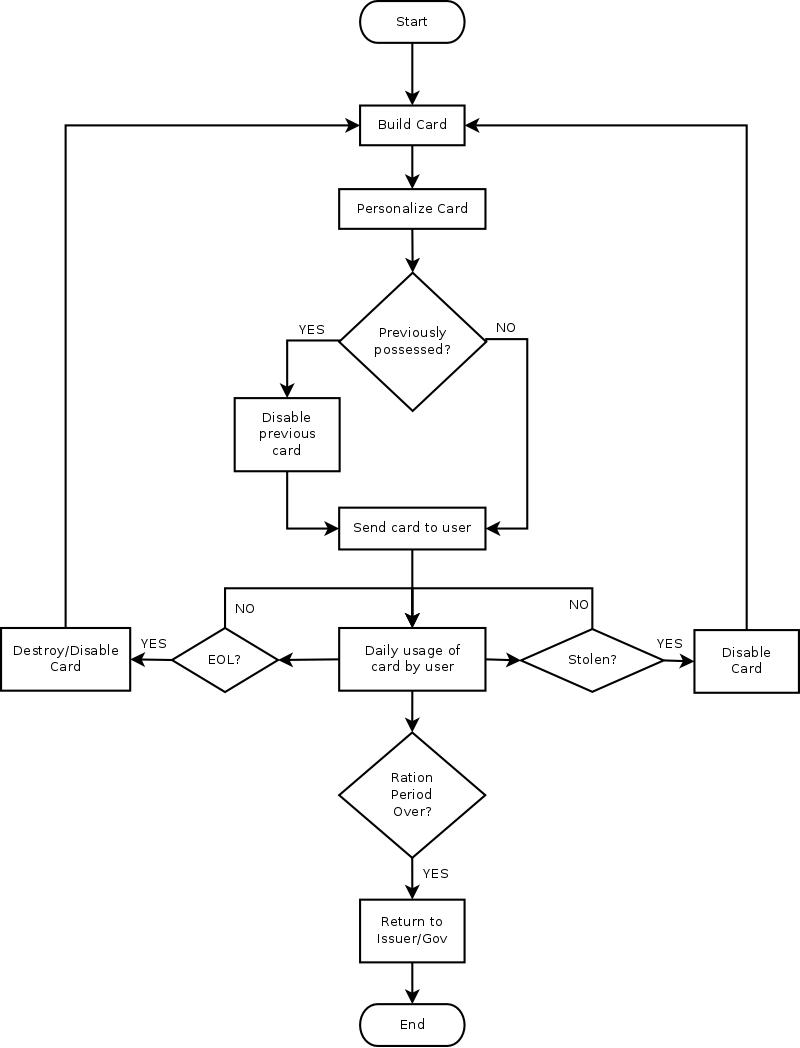 Start
Build Card
Personalize Card
Previously
possessed?
YES
NO
Disable
previous
card
Send card to user
NO
NO
Destroy/Disable
Card
YES
EOL?
Daily usage of
card by user
Stolen?
YES
Disable
Card
Ration
Period
Over?
YES
Return to
Issuer/Gov
End